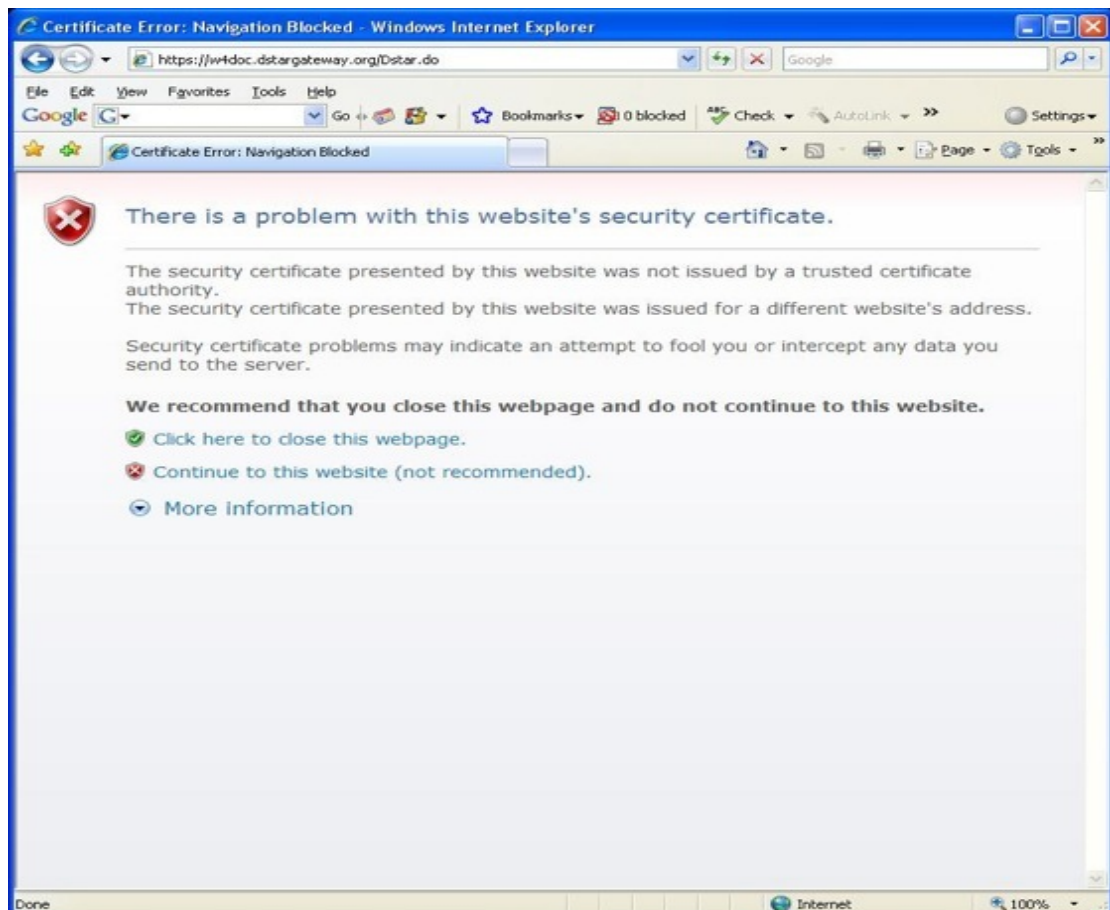 Certificate Error: Navigation Blocked - Windows Internet Explorer
https://w4doc.dstargateway.org/Dstar.do
Google
File Edit View Favorites Tools Help
Google G Go Bookmarks 0 blocked ABC Check AutoLink >> Settings
Certificate Error: Navigation Blocked Page Tools >>
There is a problem with this website's security certificate.
The security certificate presented by this website was not issued by a trusted certificate
authority.
The security certificate presented by this website was issued for a different website's address.
Security certificate problems may indicate an attempt to fool you or intercept any data you
send to the server.
We recommend that you close this webpage and do not continue to this website.
Click here to close this webpage.
Continue to this website (not recommended).
More information
Done Internet 100%